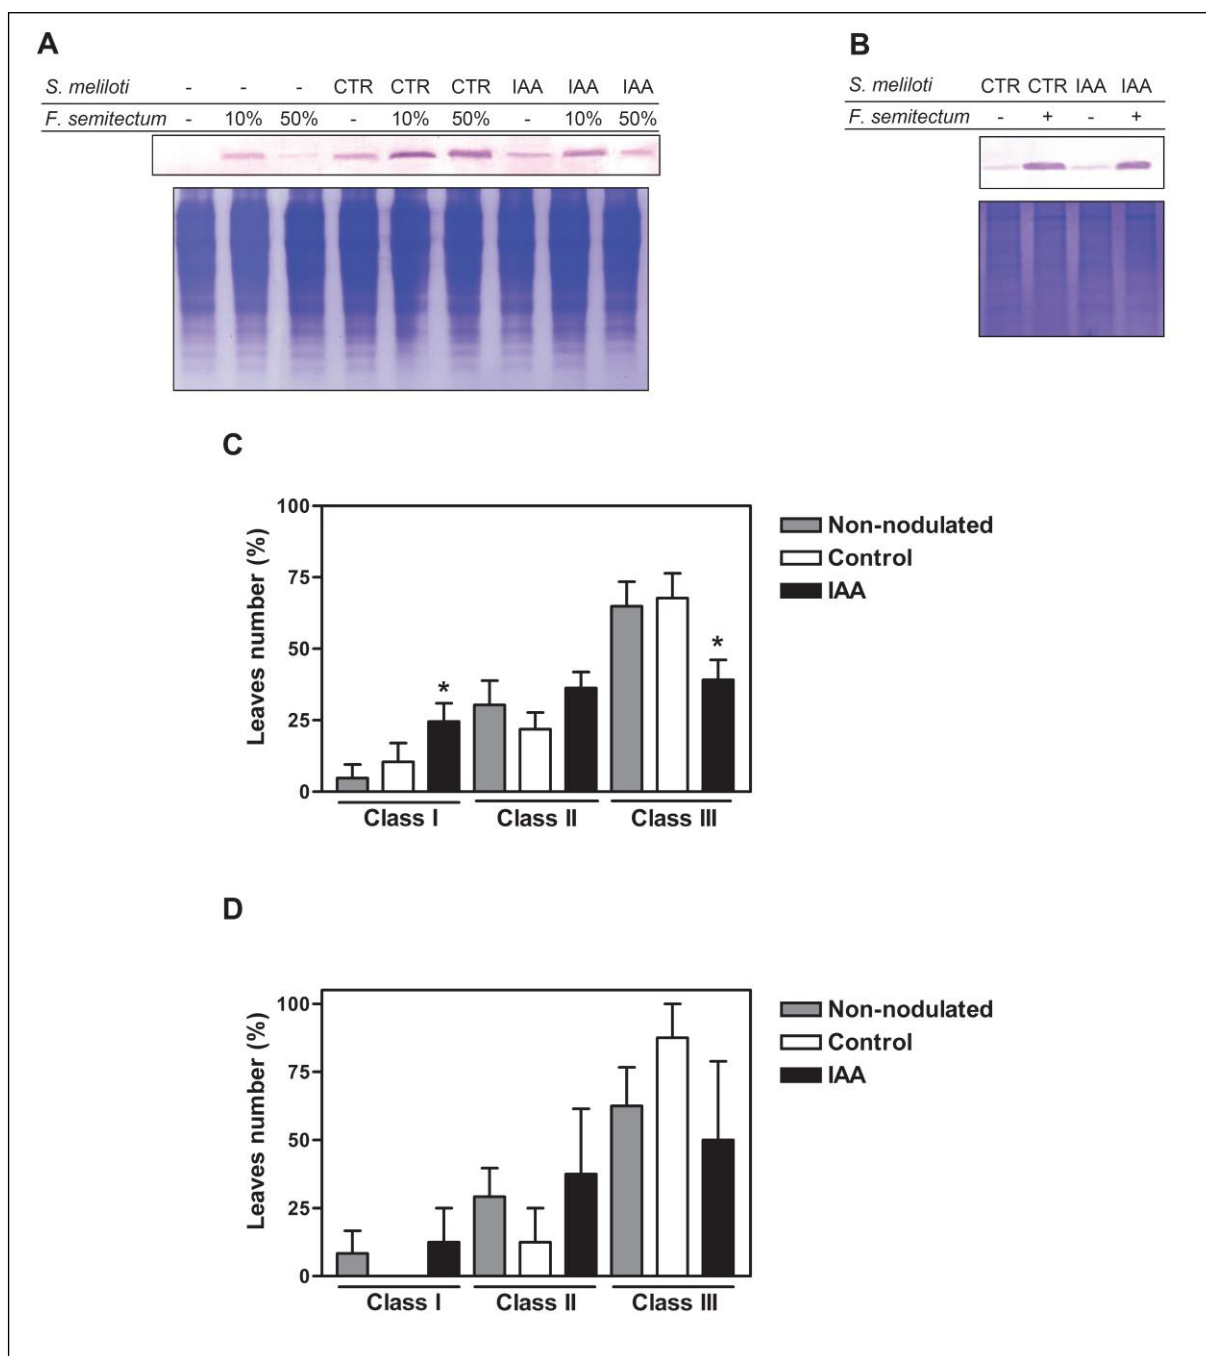 A
S. meliloti - - - CTR CTR CTR IAA IAA IAA
F. semitectum - 10% 50% - 10% 50% - 10% 50%
B
S. meliloti CTR CTR IAA IAA
F. semitectum - + - +
C
Leaves number (%)
100
75
50
25
0
* *
Class I Class II Class III
Non-nodulated
Control
IAA
D
Leaves number (%)
100
75
50
25
0
Class I Class II Class III
Non-nodulated
Control
IAA